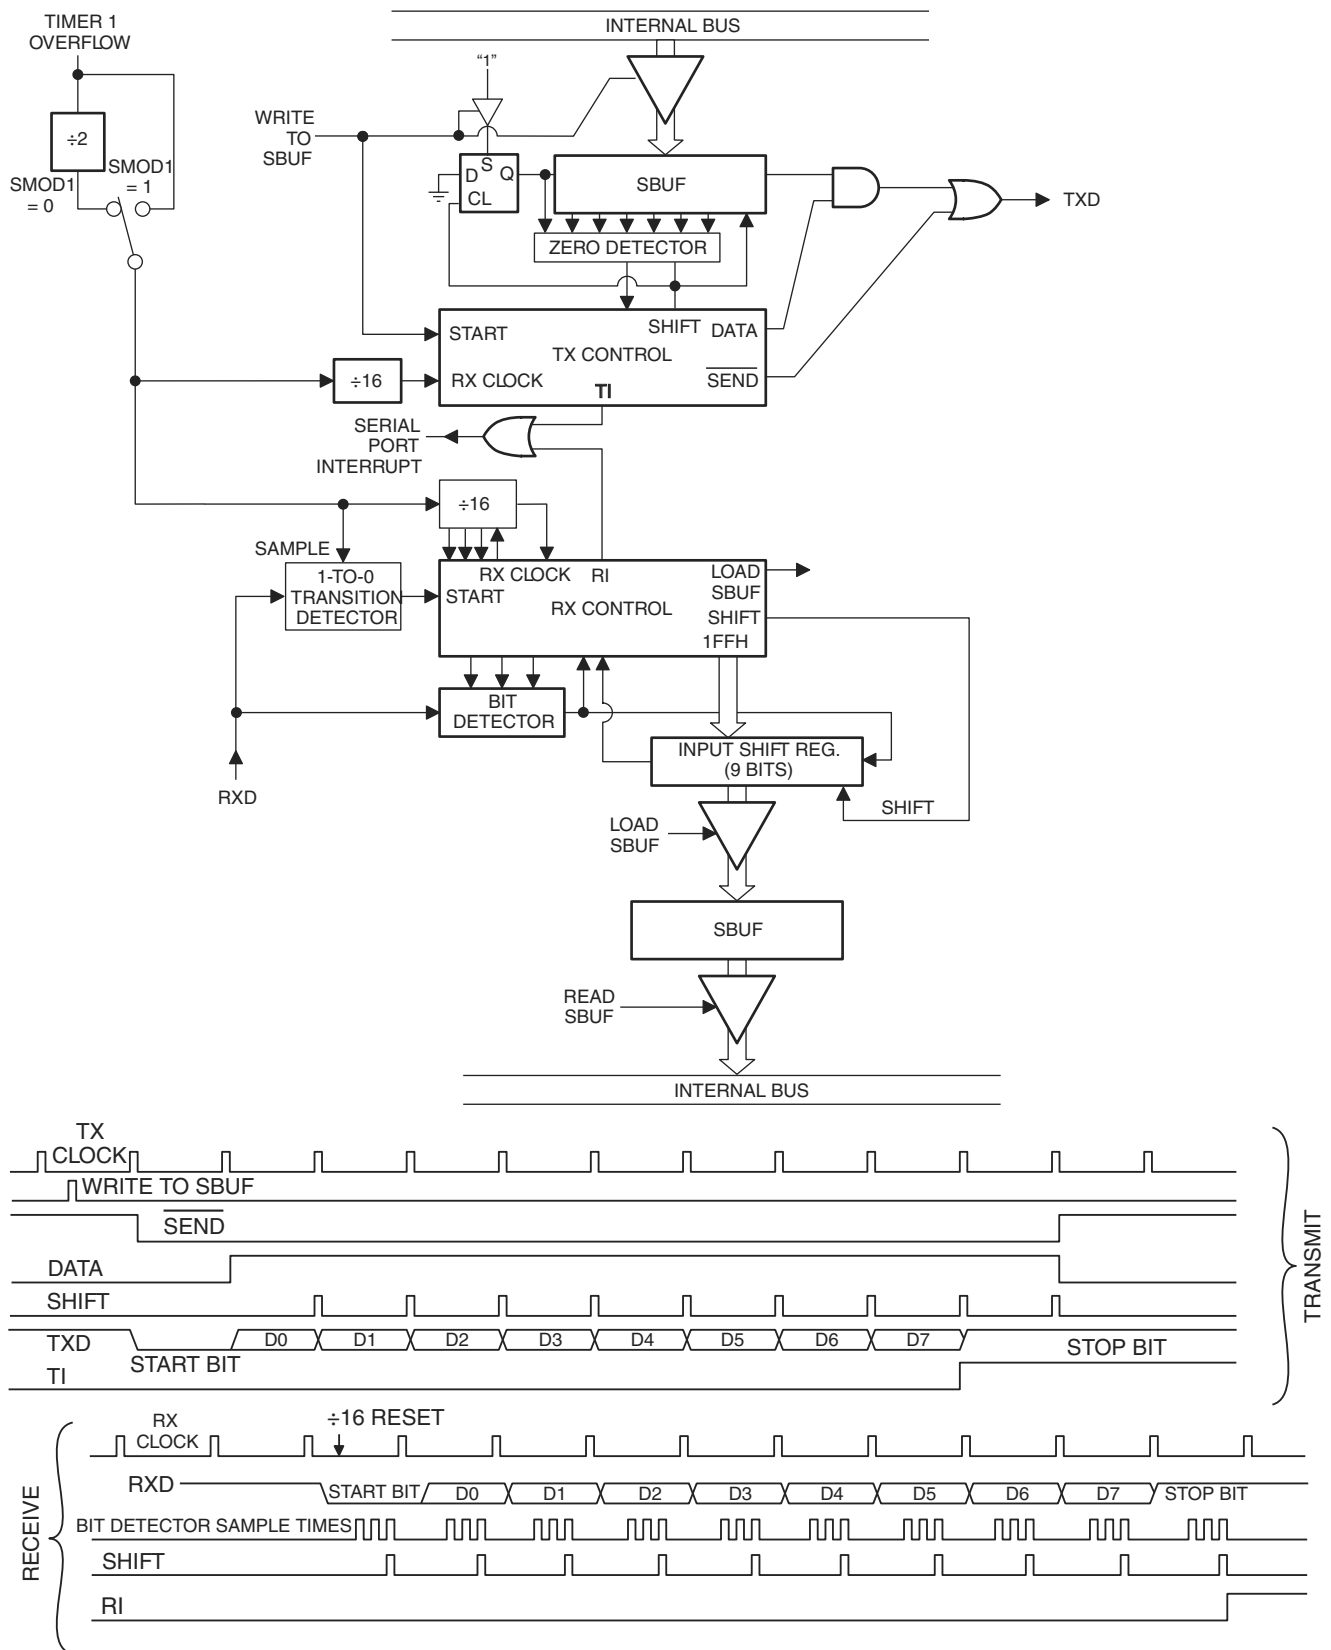 TIMER 1
OVERFLOW
INTERNAL BUS
"1"
WRITE
TO
SBUF
÷2
SMOD1
= 1
SMOD1
= 0
D
S
Q
CL
SBUF
ZERO DETECTOR
TXD
START
SHIFT
DATA
TX CONTROL
÷16
RX CLOCK
TI
SEND
SERIAL
PORT
INTERRUPT
÷16
SAMPLE
1-TO-0
TRANSITION
DETECTOR
RX CLOCK
RI
LOAD
SBUF
START
RX CONTROL
SHIFT
1FFH
BIT
DETECTOR
RXD
INPUT SHIFT REG.
(9 BITS)
SHIFT
LOAD
SBUF
SBUF
READ
SBUF
INTERNAL BUS
TX
CLOCK
WRITE TO SBUF
SEND
DATA
SHIFT
TXD
START BIT
D0
D1
D2
D3
D4
D5
D6
D7
STOP BIT
TI
TRANSMIT
RX
CLOCK
÷16 RESET
RXD
START BIT
D0
D1
D2
D3
D4
D5
D6
D7
STOP BIT
BIT DETECTOR SAMPLE TIMES
SHIFT
RI
RECEIVE